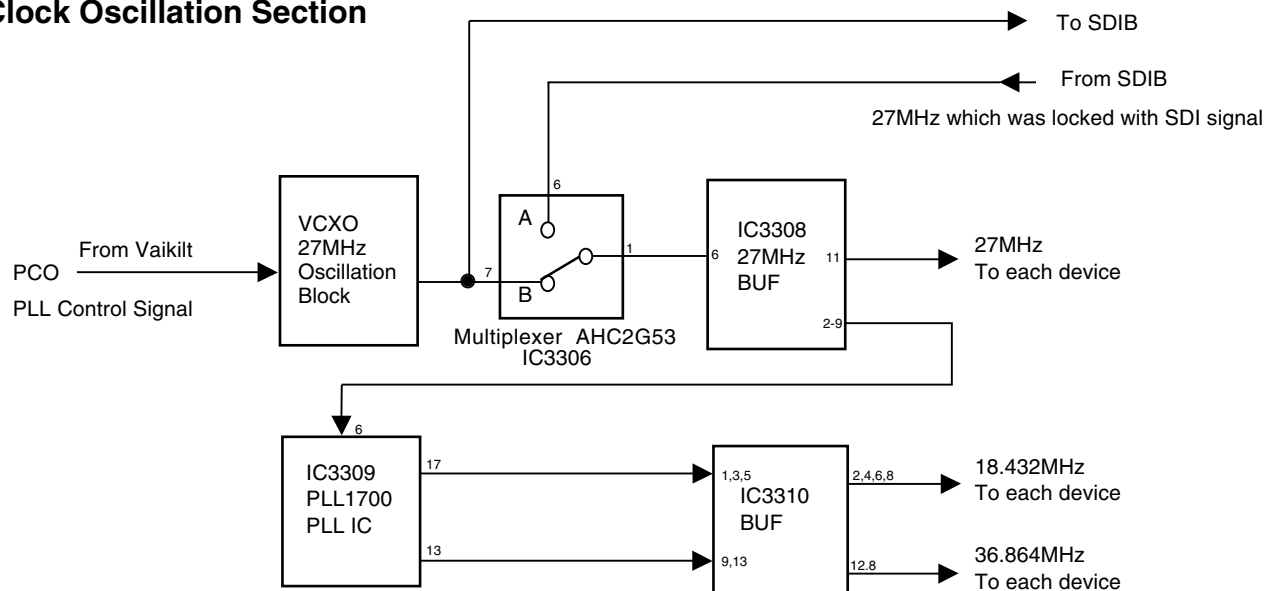 Clock Oscillation Section
To SDIB
From SDIB
27MHz which was locked with SDI signal
6
A
VCXO
27MHz
Oscillation
Block
From Vaikilt
PCO
PLL Control Signal
7
B
1
Multiplexer AHC2G53
IC3306
6
IC3308
27MHz
BUF
11
2-9
27MHz
To each device
6
IC3309
PLL1700
PLL IC
17
13
1,3,5
IC3310
BUF
9,13
2,4,6,8
12.8
18.432MHz
To each device
36.864MHz
To each device